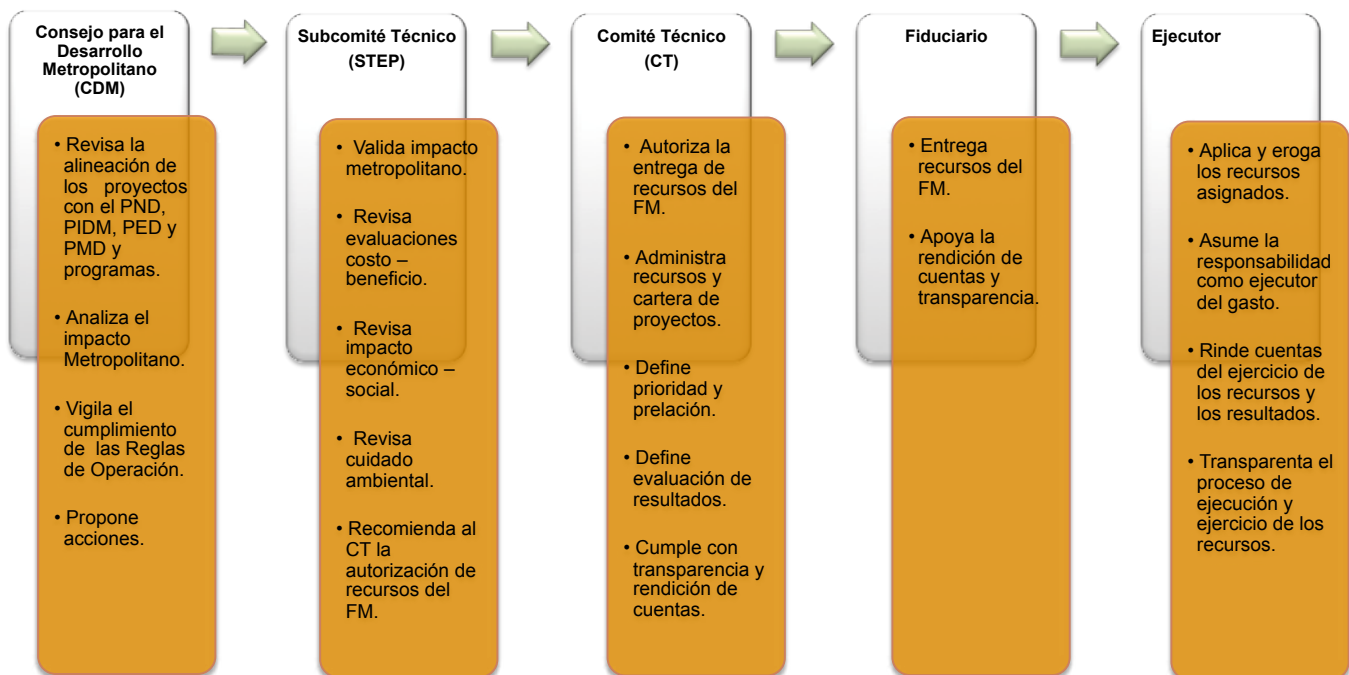 Consejo para el
Desarrollo
Metropolitano
(CDM)
• Revisa la
alineación de
los proyectos
con el PND,
PIDM, PED y
PMD y
programas.
• Analiza el
impacto
Metropolitano.
• Vigila el
cumplimiento
de las Reglas
de Operación.
• Propone
acciones.
Subcomité Técnico
(STEP)
• Valida impacto
metropolitano.
• Revisa
evaluaciones
costo –
beneficio.
• Revisa
impacto
económico –
social.
• Revisa
cuidado
ambiental.
• Recomienda al
CT la
autorización de
recursos del
FM.
Comité Técnico
(CT)
• Autoriza la
entrega de
recursos del
FM.
• Administra
recursos y
cartera de
proyectos.
• Define
prioridad y
prelación.
• Define
evaluación de
resultados.
• Cumple con
transparencia y
rendición de
cuentas.
Fiduciario
• Entrega
recursos del
FM.
• Apoya la
rendición de
cuentas y
transparencia.
Ejecutor
• Aplica y eroga
los recursos
asignados.
• Asume la
responsabilidad
como ejecutor
del gasto.
• Rinde cuentas
del ejercicio de
los recursos y
los resultados.
• Transparenta el
proceso de
ejecución y
ejercicio de los
recursos.